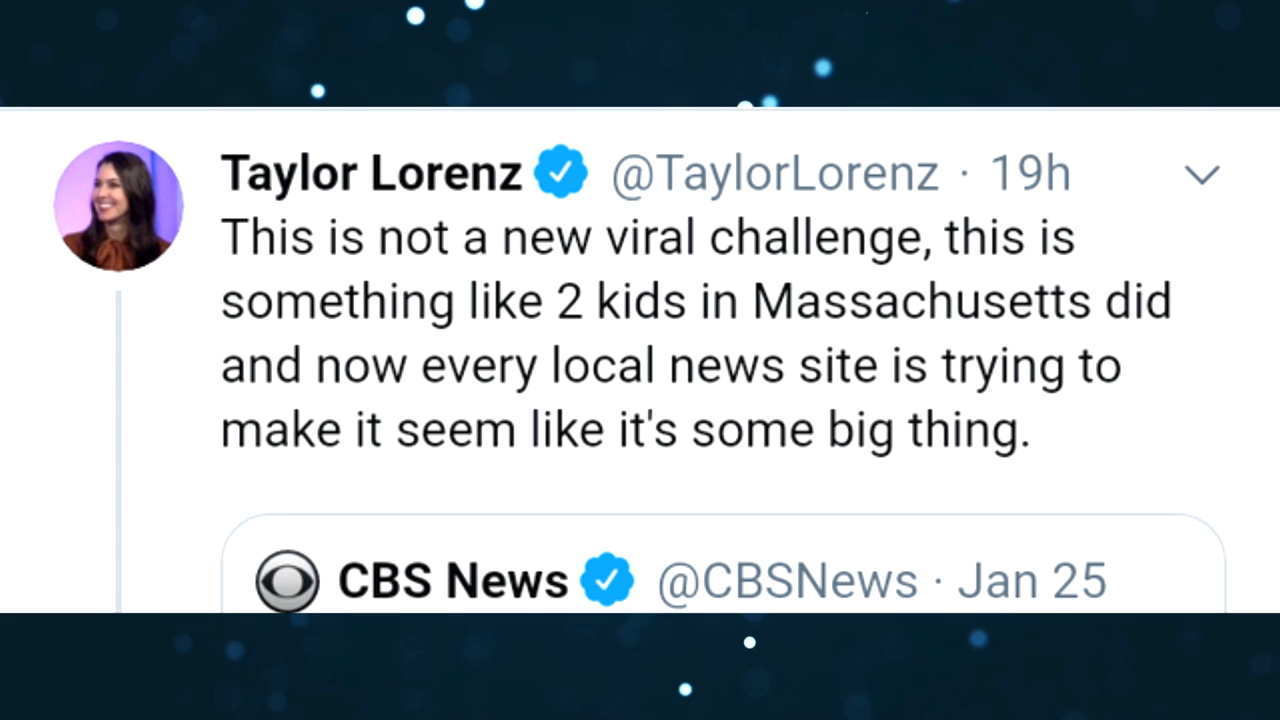 Taylor Lorenz @TaylorLorenz · 19h
This is not a new viral challenge, this is
something like 2 kids in Massachusetts did
and now every local news site is trying to
make it seem like it's some big thing.
CBS News @CBSNews · Jan 25